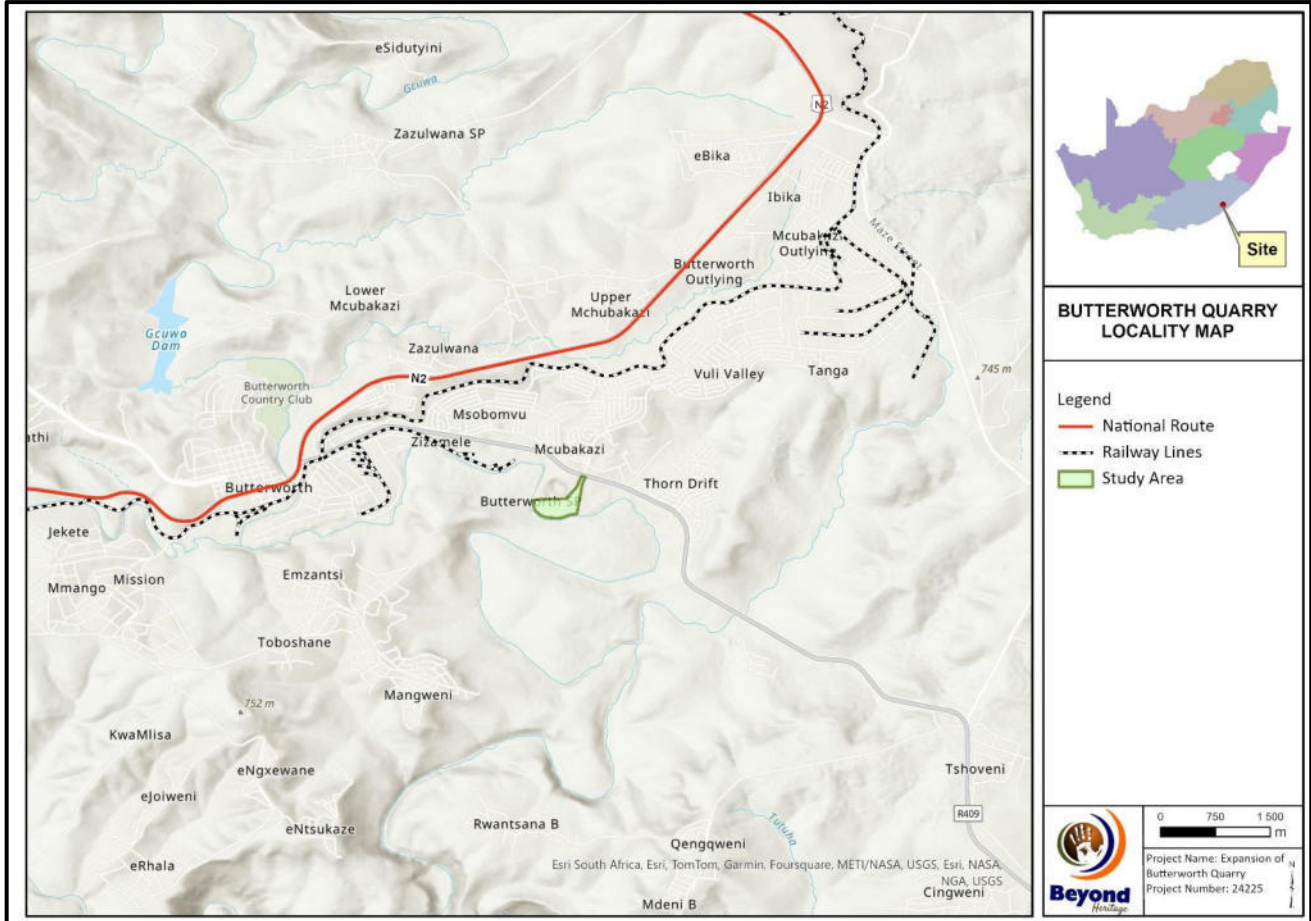 eSidutyini
Gcuwa
N2
Zazulwana SP
eBika
Ibika
Mcubakazi
Outlying
Butterworth
Outlying
Lower
Mcubakazi
Upper
Mchubakazi
Gcuwa
Dam
Zazulwana
N2
Butterworth
Country Club
Vuli Valley
Tanga
745 m
Msobomvu
athi
Zizamele
Mcubakazi
Butterworth
Thorn Drift
Butterworth SP
Jekete
Mmango
Mission
Emzantsi
Toboshane
Mangweni
752 m
KwaMlisa
eNgxewane
eJoiweni
eNtsukaze
Tshoveni
R409
Rwantsana B
Tutuha
Qengqweni
eRhala
Esri South Africa, Esri, TomTom, Garmin, Foursquare, METI/NASA, USGS, Esri, NASA,
NGA, USGS
Cingweni
Mdeni B
Site
BUTTERWORTH QUARRY
LOCALITY MAP
Legend
National Route
Railway Lines
Study Area
Beyond
Heritage
0 750 1 500
m
Project Name: Expansion of
Butterworth Quarry
Project Number: 24225
N